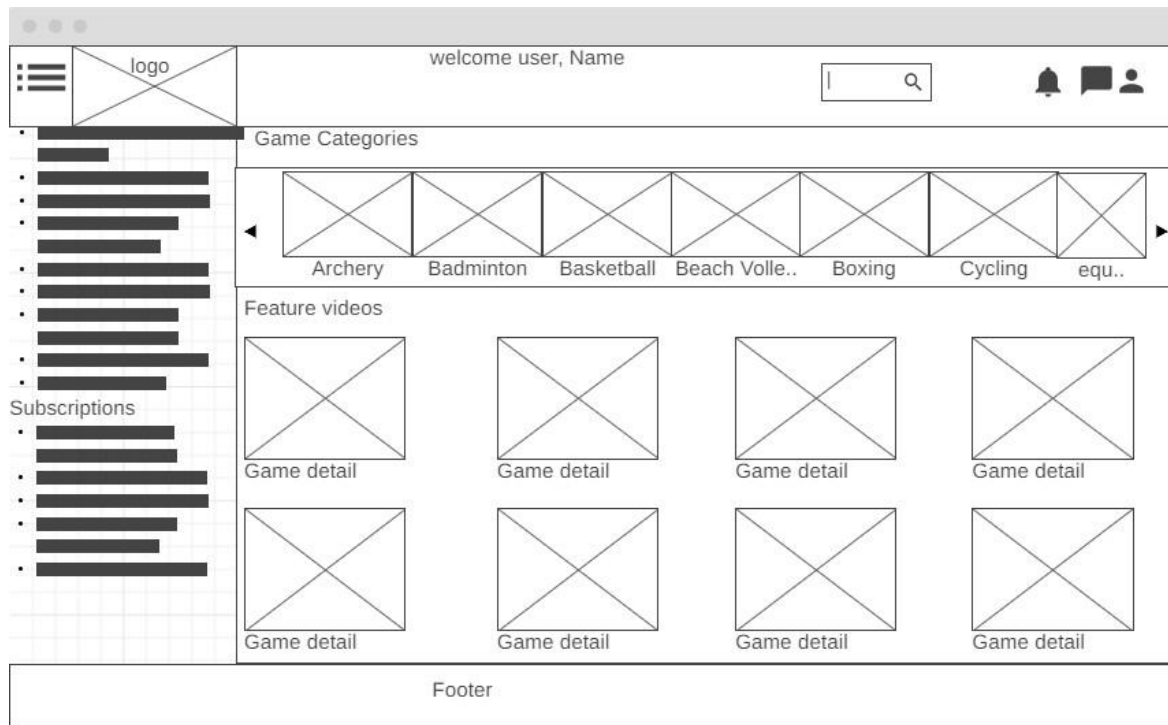 logo
welcome user, Name
Game Categories
Archery Badminton Basketball Beach Volle.. Boxing Cycling equ..
Subscriptions
Feature videos
Game detail Game detail Game detail Game detail
Game detail Game detail Game detail Game detail
Footer